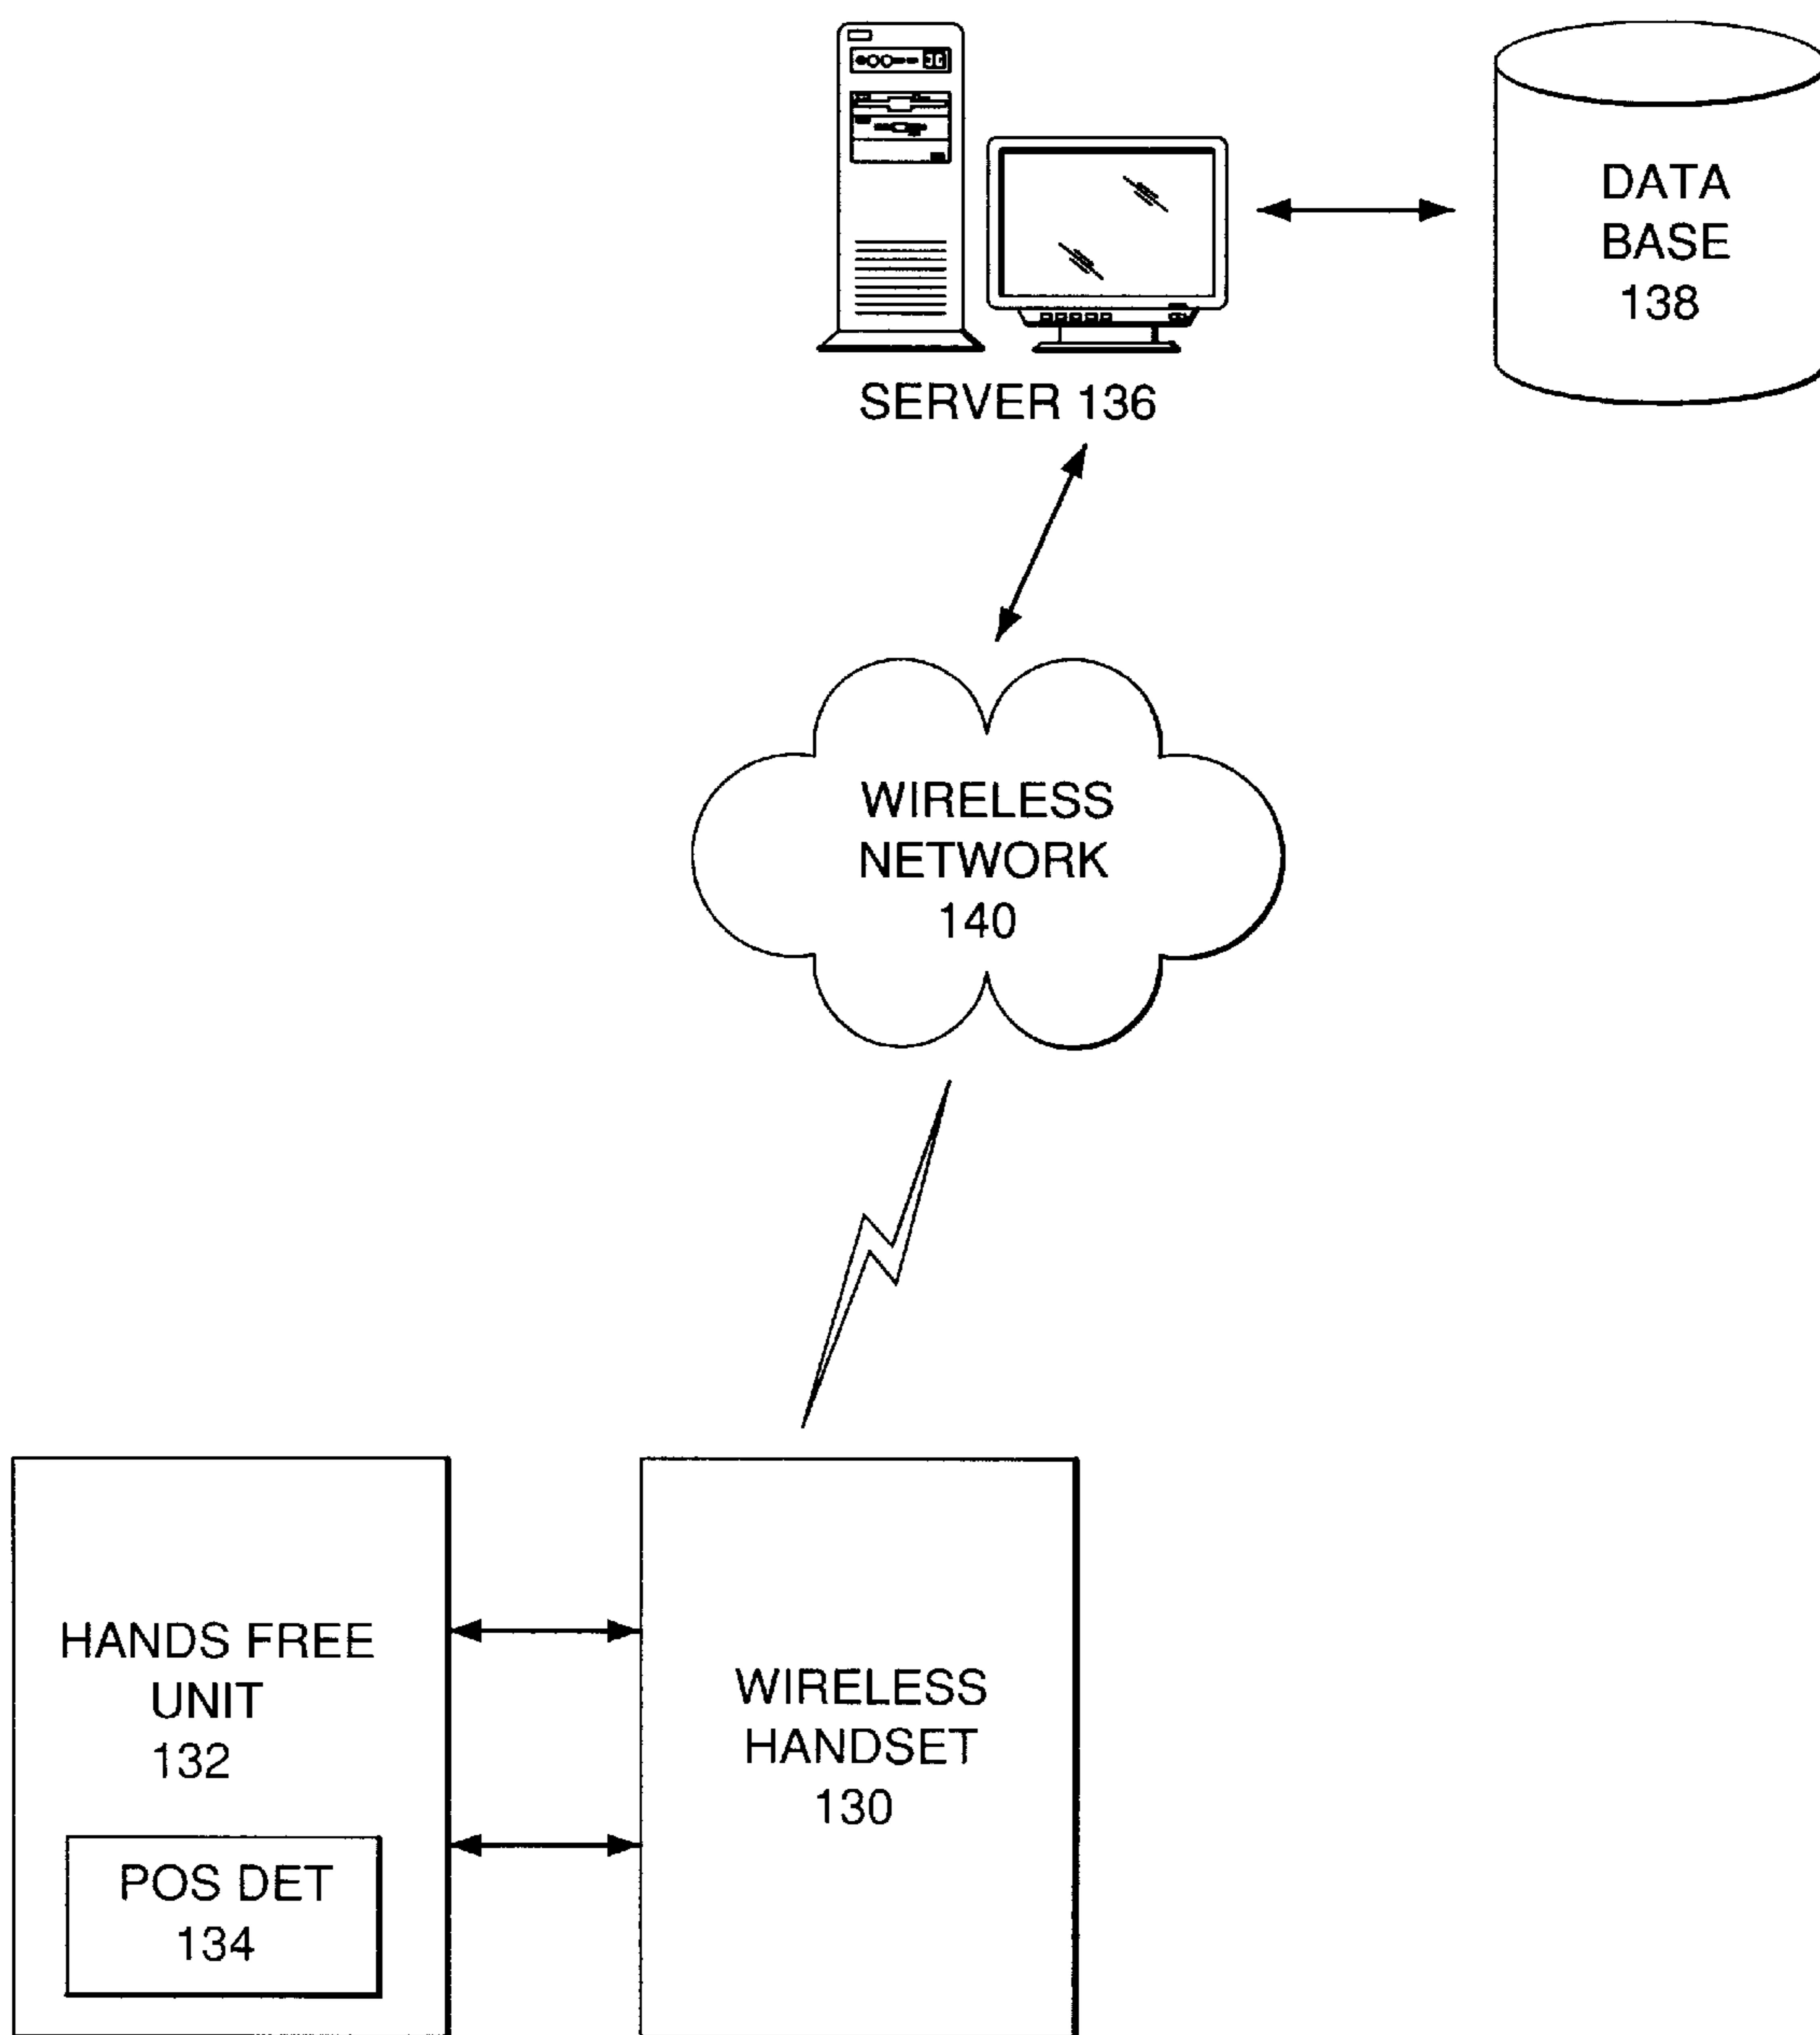 DATA
BASE
138
SERVER 136
WIRELESS
NETWORK
140
HANDS FREE
UNIT
132
POS DET
134
WIRELESS
HANDSET
130